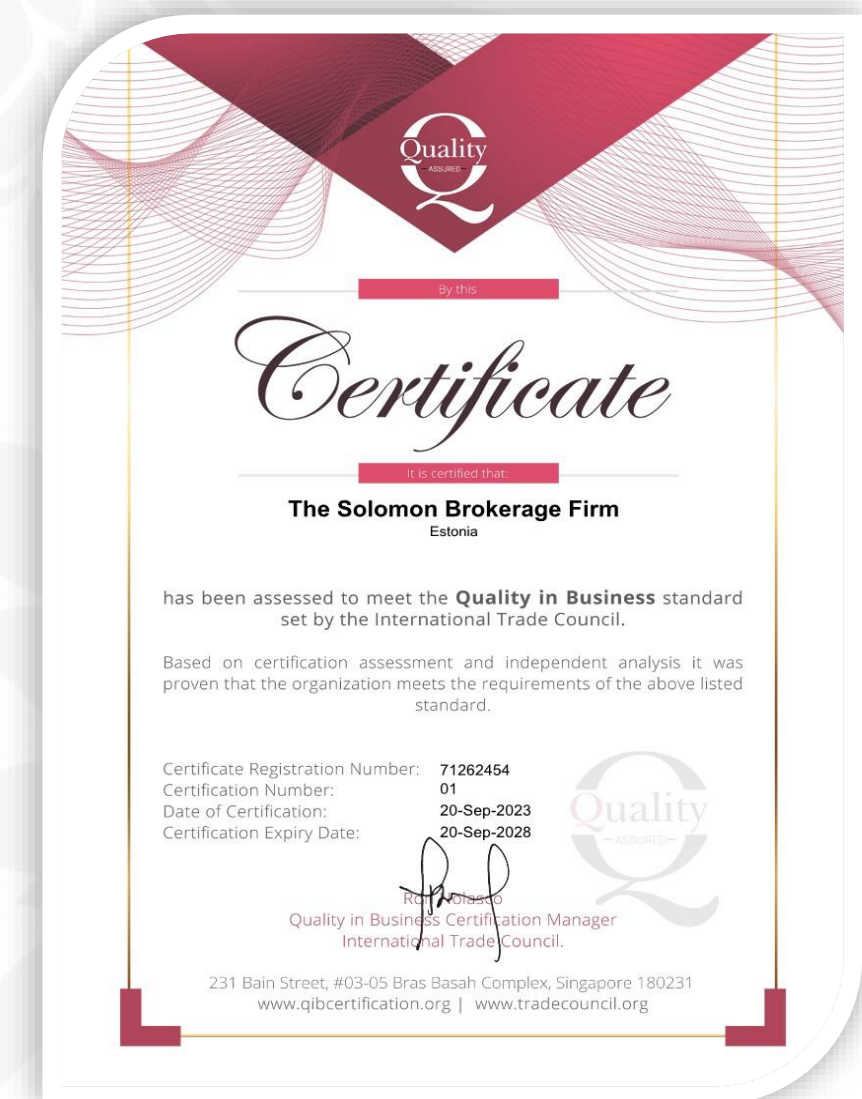 Quality
ASSURED
By this
Certificate
It is certified that:
The Solomon Brokerage Firm
Estonia
has been assessed to meet the Quality in Business standard
set by the International Trade Council.
Based on certification assessment and independent analysis it was
proven that the organization meets the requirements of the above listed
standard.
Certificate Registration Number: 71262454
Certification Number: 01
Date of Certification: 20-Sep-2023
Certification Expiry Date: 20-Sep-2028
Quality
ASSURED
Quality in Business Certification Manager
International Trade Council.
231 Bain Street, #03-05 Bras Basah Complex, Singapore 180231
www.qibcertification.org | www.tradecouncil.org